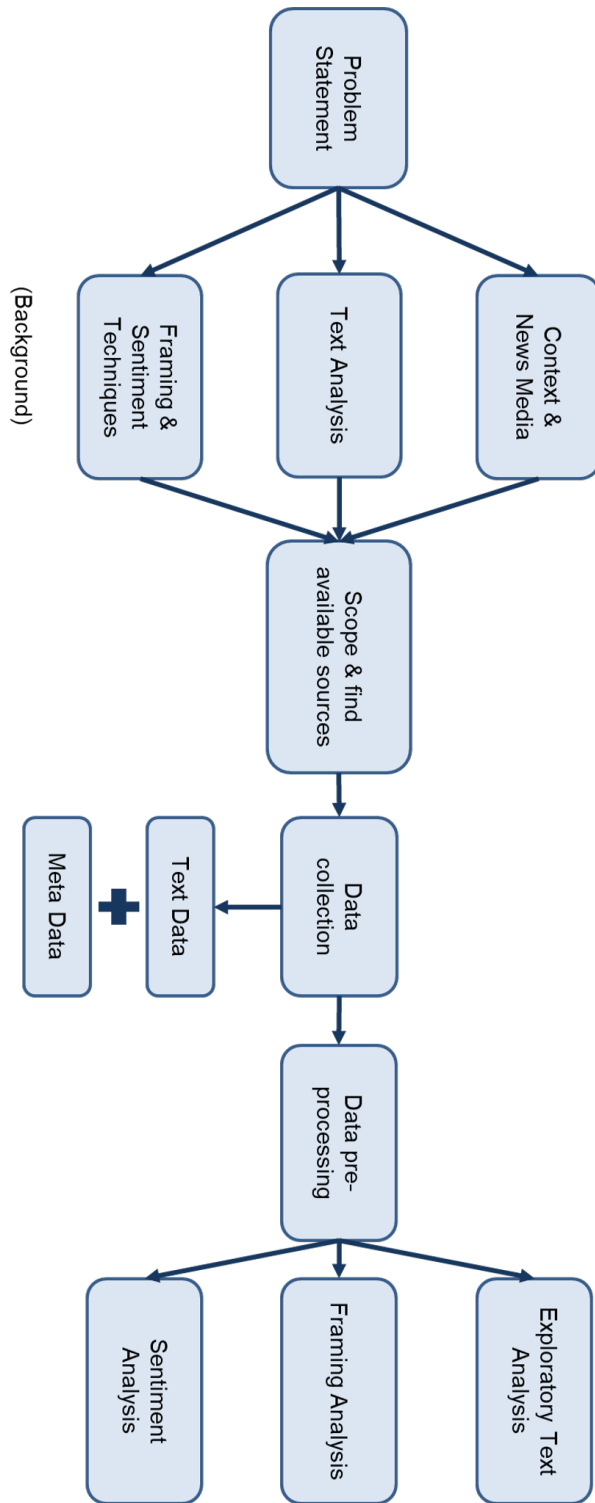 Problem
Statement
Context &
News Media
Text Analysis
Framing &
Sentiment
Techniques
(Background)
Scope & find
available sources
Data
collection
Text Data
Meta Data
Data pre-
processing
Exploratory Text
Analysis
Framing Analysis
Sentiment
Analysis